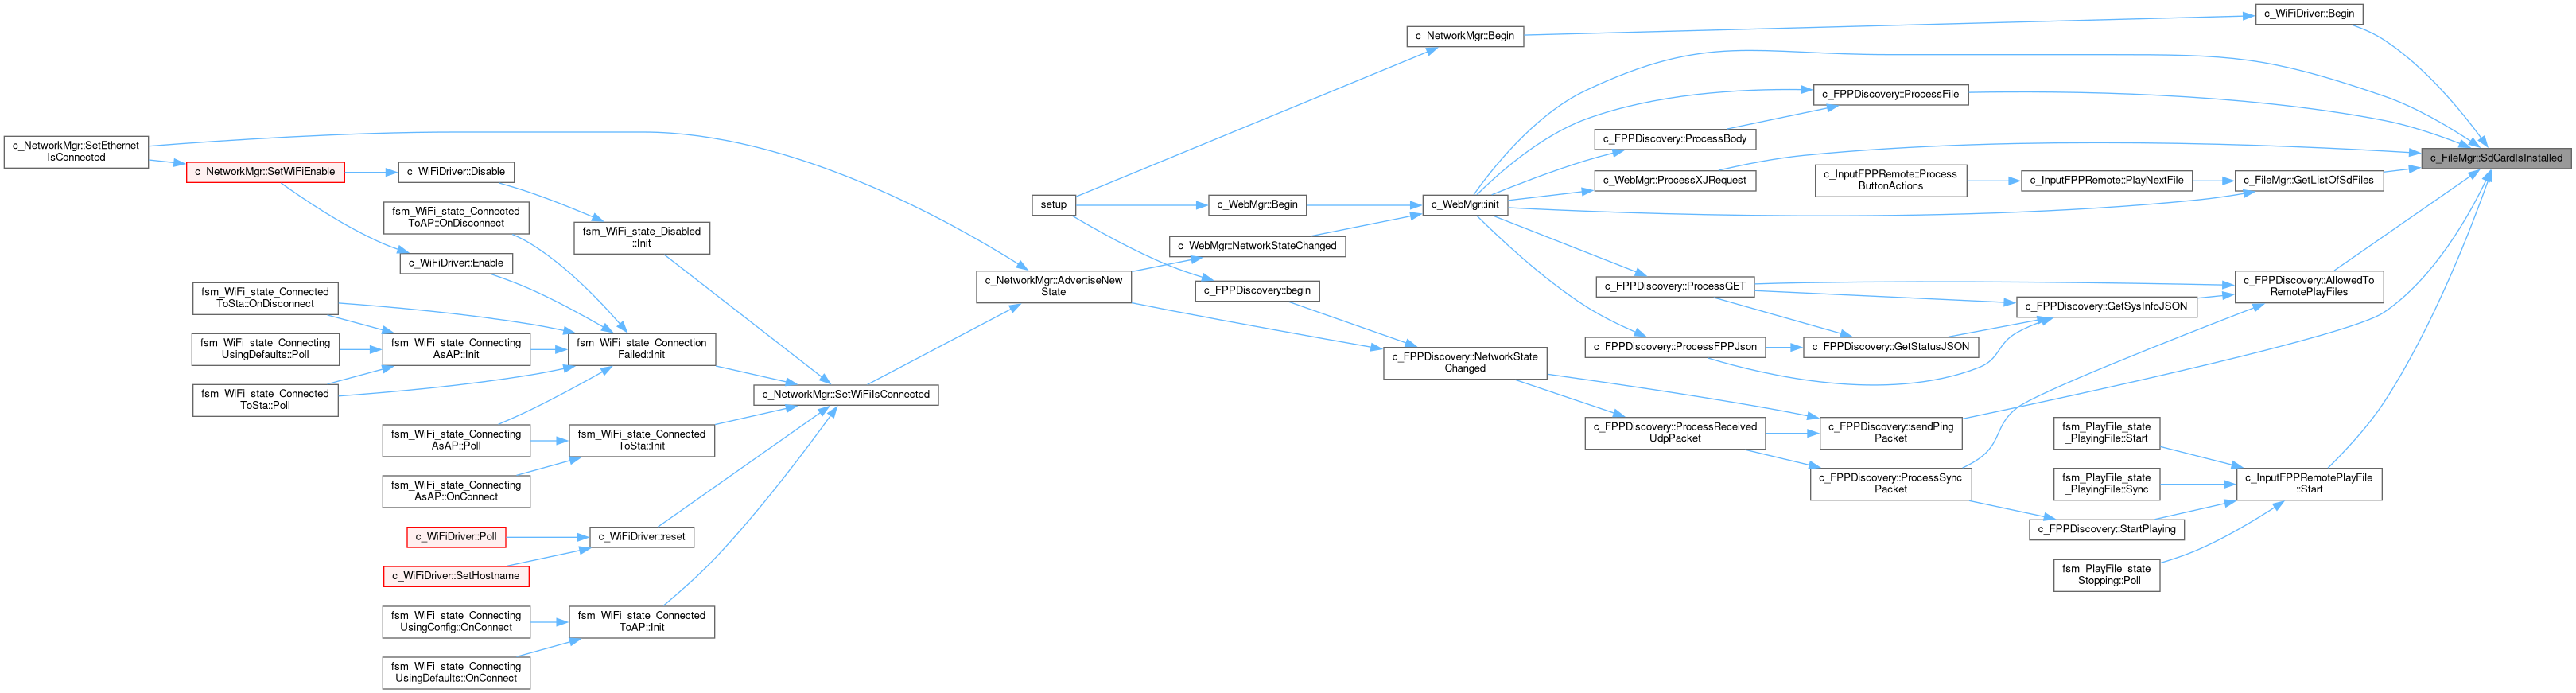 c_WiFiDriver::Begin
c_NetworkMgr::Begin
c_FPPDiscovery::ProcessFile
c_NetworkMgr::SetEthernet
IsConnected
c_FPPDiscovery::ProcessBody
c_FileMgr::SdCardIsInstalled
c_NetworkMgr::SetWiFiEnable
c_WiFiDriver::Disable
c_WebMgr::ProcessXJRequest
c_InputFPPRemote::Process
ButtonActions
c_InputFPPRemote::PlayNextFile
c_FileMgr::GetListOfSdFiles
setup
c_WebMgr::Begin
c_WebMgr::init
fsm_WiFi_state_Connected
ToAP::OnDisconnect
fsm_WiFi_state_Disabled
::Init
c_WebMgr::NetworkStateChanged
c_WiFiDriver::Enable
c_NetworkMgr::AdvertiseNew
State
c_FPPDiscovery::begin
c_FPPDiscovery::ProcessGET
c_FPPDiscovery::AllowedTo
RemotePlayFiles
fsm_WiFi_state_Connected
ToSta::OnDisconnect
c_FPPDiscovery::GetSysInfoJSON
fsm_WiFi_state_Connecting
UsingDefaults::Poll
fsm_WiFi_state_Connecting
AsAP::Init
fsm_WiFi_state_Connection
Failed::Init
c_FPPDiscovery::ProcessFPPJson
c_FPPDiscovery::GetStatusJSON
c_FPPDiscovery::NetworkState
Changed
fsm_WiFi_state_Connected
ToSta::Poll
c_NetworkMgr::SetWiFiIsConnected
fsm_WiFi_state_Connecting
AsAP::Poll
fsm_WiFi_state_Connected
ToSta::Init
c_FPPDiscovery::ProcessReceived
UdpPacket
c_FPPDiscovery::sendPing
Packet
fsm_PlayFile_state
_PlayingFile::Start
fsm_WiFi_state_Connecting
AsAP::OnConnect
c_FPPDiscovery::ProcessSync
Packet
fsm_PlayFile_state
_PlayingFile::Sync
c_InputFPPRemotePlayFile
::Start
c_WiFiDriver::Poll
c_WiFiDriver::reset
c_FPPDiscovery::StartPlaying
c_WiFiDriver::SetHostname
fsm_PlayFile_state
_Stopping::Poll
fsm_WiFi_state_Connecting
UsingConfig::OnConnect
fsm_WiFi_state_Connected
ToAP::Init
fsm_WiFi_state_Connecting
UsingDefaults::OnConnect